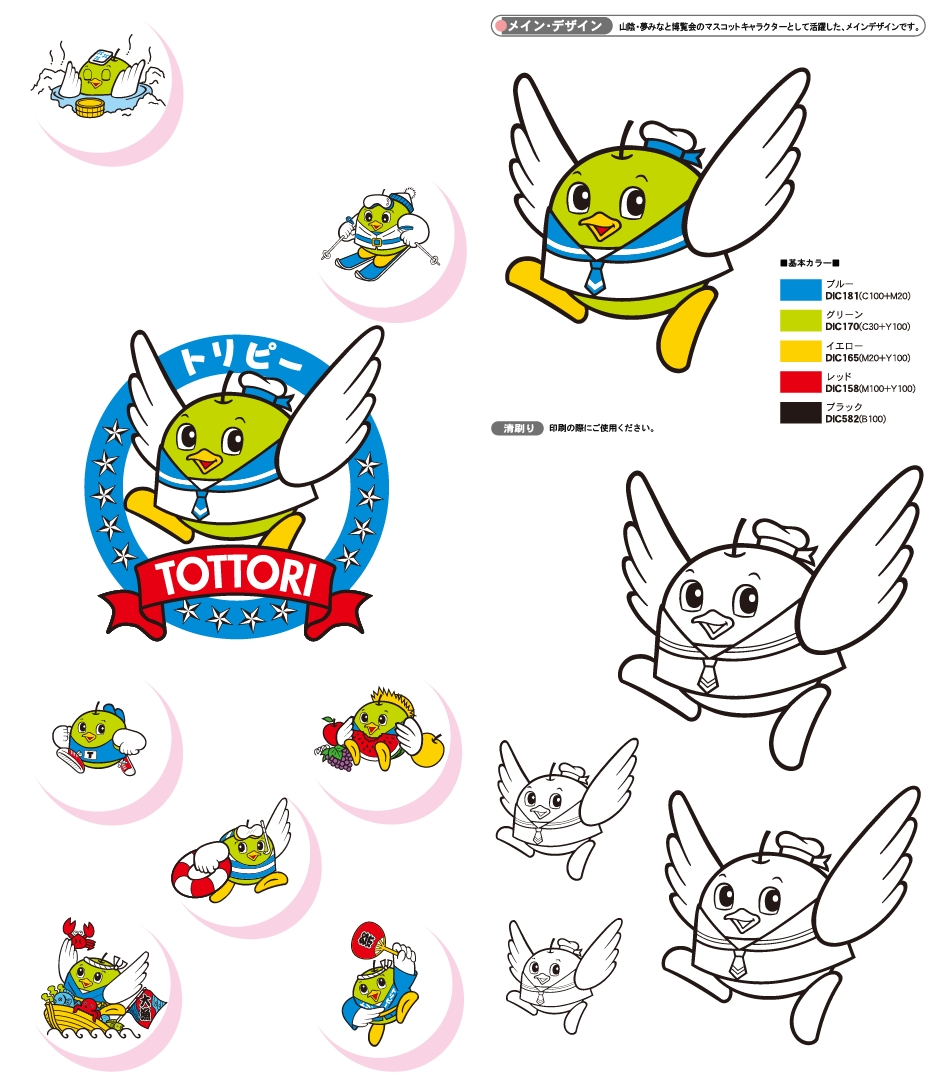 メイン・デザイン
山陰・夢みなと博覧会のマスコットキャラクターとして活躍した、メインデザインです。
■基本カラー■
ブルー
DIC181(C100+M20)
グリーン
DIC170(C30+Y100)
イエロー
DIC165(M20+Y100)
レッド
DIC158(M100+Y100)
ブラック
DIC582(B100)
トリピー
TOTTORI
清刷り
印刷の際にご使用ください。
T
大漁